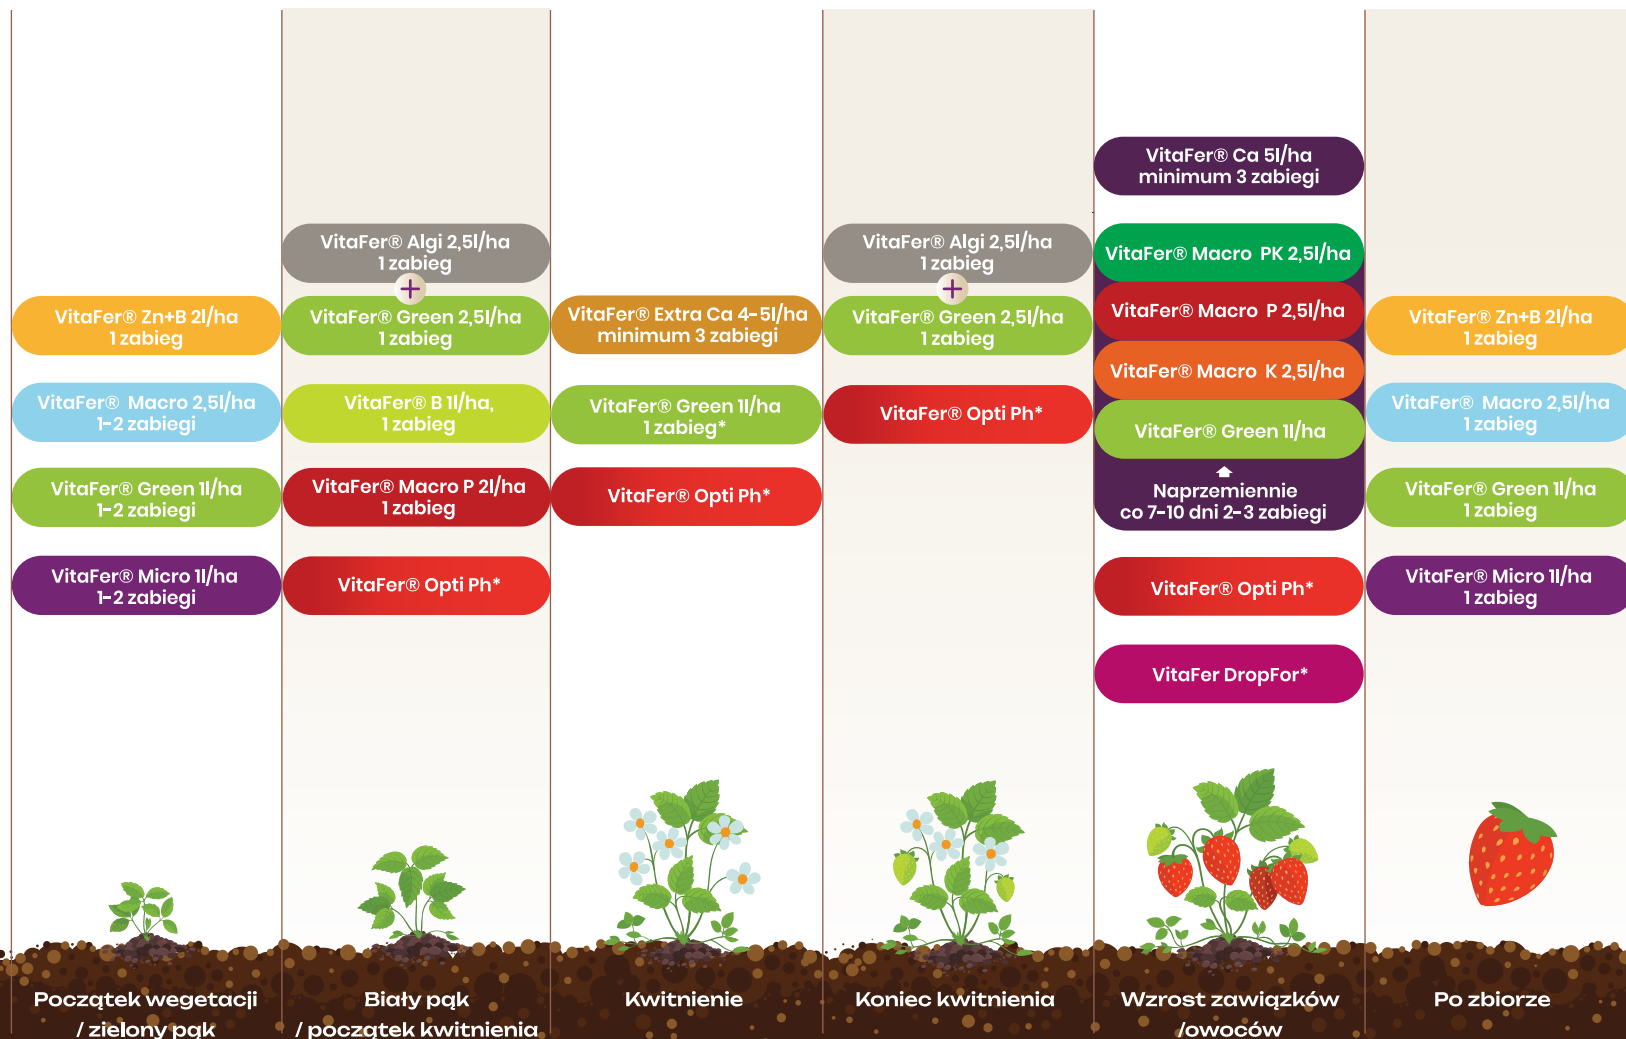 VitaFer® Zn+B 2l/ha
1 zabieg
VitaFer®  Macro 2,5l/ha
1-2 zabiegi
VitaFer® Green 1l/ha
1-2 zabiegi
VitaFer® Micro 1l/ha
1-2 zabiegi
Początek wegetacji
/ zielony pąk
VitaFer® Algi 2,5l/ha
1 zabieg
+
VitaFer® Green 2,5l/ha
1 zabieg
VitaFer® B 1l/ha,
1 zabieg
VitaFer® Macro P 2l/ha
1 zabieg
VitaFer® Opti Ph*
Biały pąk
/ początek kwitnienia
VitaFer® Extra Ca 4-5l/ha
minimum 3 zabiegi
VitaFer® Green 1l/ha
1 zabieg*
VitaFer® Opti Ph*
Kwitnienie
VitaFer® Algi 2,5l/ha
1 zabieg
+
VitaFer® Green 2,5l/ha
1 zabieg
VitaFer® Opti Ph*
Koniec kwitnienia
VitaFer® Ca 5l/ha
minimum 3 zabiegi
VitaFer® Macro  PK 2,5l/ha
VitaFer® Macro  P 2,5l/ha
VitaFer® Macro  K 2,5l/ha
VitaFer® Green 1l/ha
Naprzemiennie
co 7-10 dni 2-3 zabiegi
VitaFer® Opti Ph*
VitaFer DropFor*
Wzrost zawiązków
/owoców
VitaFer® Zn+B 2l/ha
1 zabieg
VitaFer®  Macro 2,5l/ha
1 zabieg
VitaFer® Green 1l/ha
1 zabieg
VitaFer® Micro 1l/ha
1 zabieg
Po zbiorze